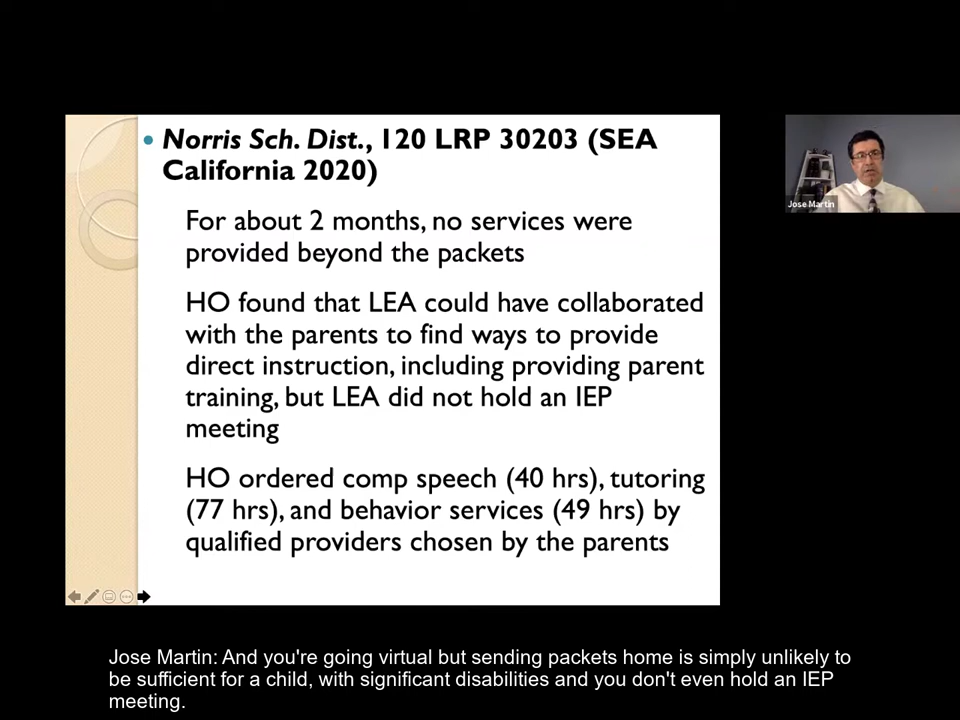 Norris Sch. Dist., 120 LRP 30203 (SEA
California 2020)
For about 2 months, no services were
provided beyond the packets
HO found that LEA could have collaborated
with the parents to find ways to provide
direct instruction, including providing parent
training, but LEA did not hold an IEP
meeting
HO ordered comp speech (40 hrs), tutoring
(77 hrs), and behavior services (49 hrs) by
qualified providers chosen by the parents
Jose Martin
Jose Martin: And you're going virtual but sending packets home is simply unlikely to
be sufficient for a child, with significant disabilities and you don't even hold an IEP
meeting.